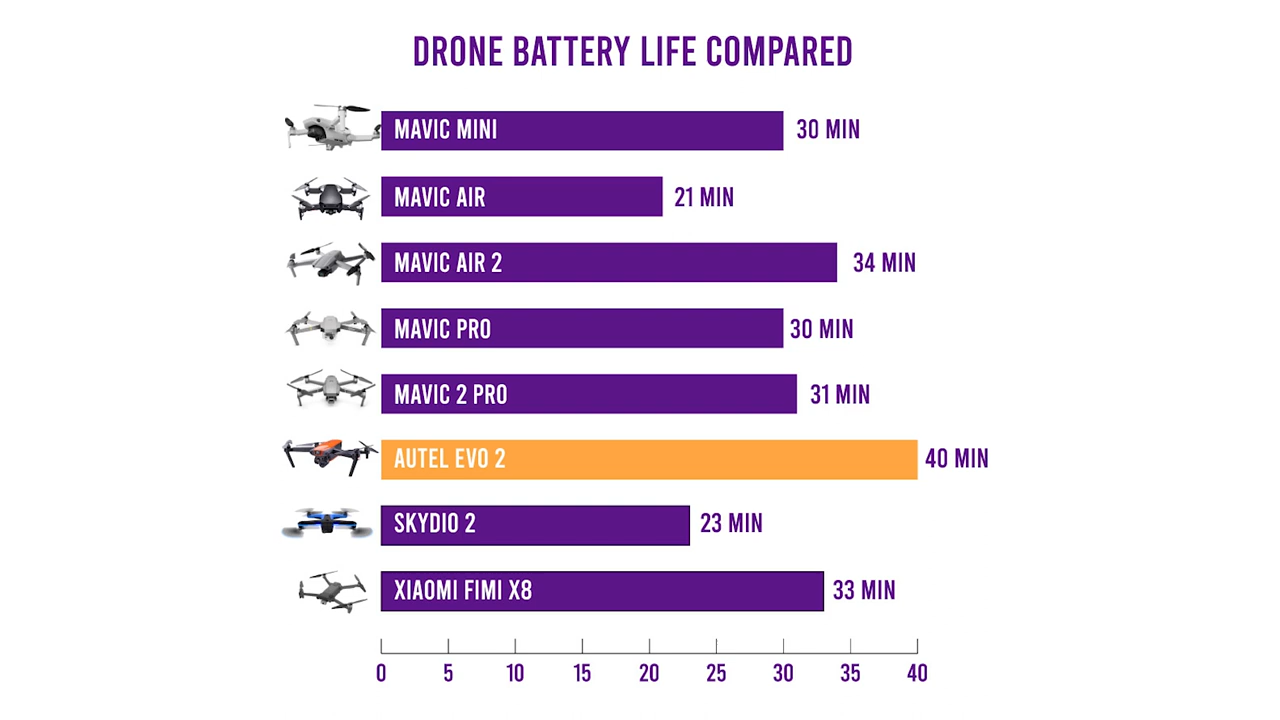 DRONE BATTERY LIFE COMPARED
MAVIC MINI 30 MIN
MAVIC AIR 21 MIN
MAVIC AIR 2 34 MIN
MAVIC PRO 30 MIN
MAVIC 2 PRO 31 MIN
AUTEL EVO 2 40 MIN
SKYDIO 2 23 MIN
XIAOMI FIMI X8 33 MIN
0 5 10 15 20 25 30 35 40